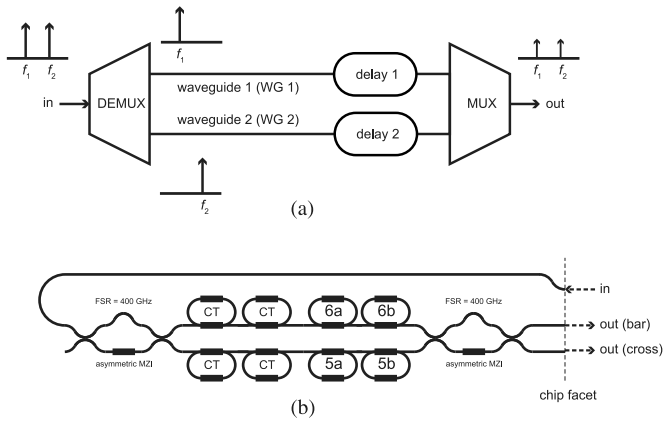 f1 f2
f1
in
DEMUX
waveguide 1 (WG 1)
delay 1
waveguide 2 (WG 2)
delay 2
MUX
f1 f2
out
f2
(a)
in
FSR = 400 GHz
CT CT 6a 6b
FSR = 400 GHz
out (bar)
asymmetric MZI
CT CT 5a 5b
asymmetric MZI
out (cross)
chip facet
(b)